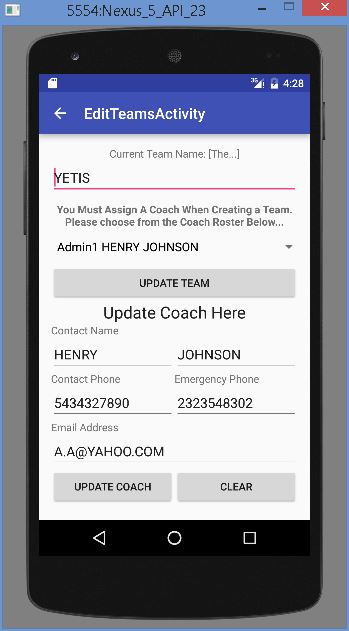 5554:Nexus_5_API_23
3G 4:28
EditTeamsActivity
Current Team Name: [The...]
YETIS
You Must Assign A Coach When Creating a Team.
Please choose from the Coach Roster Below...
Admin1 HENRY JOHNSON
UPDATE TEAM
Update Coach Here
Contact Name
HENRY JOHNSON
Contact Phone Emergency Phone
5434327890 2323548302
Email Address
A.A@YAHOO.COM
UPDATE COACH CLEAR